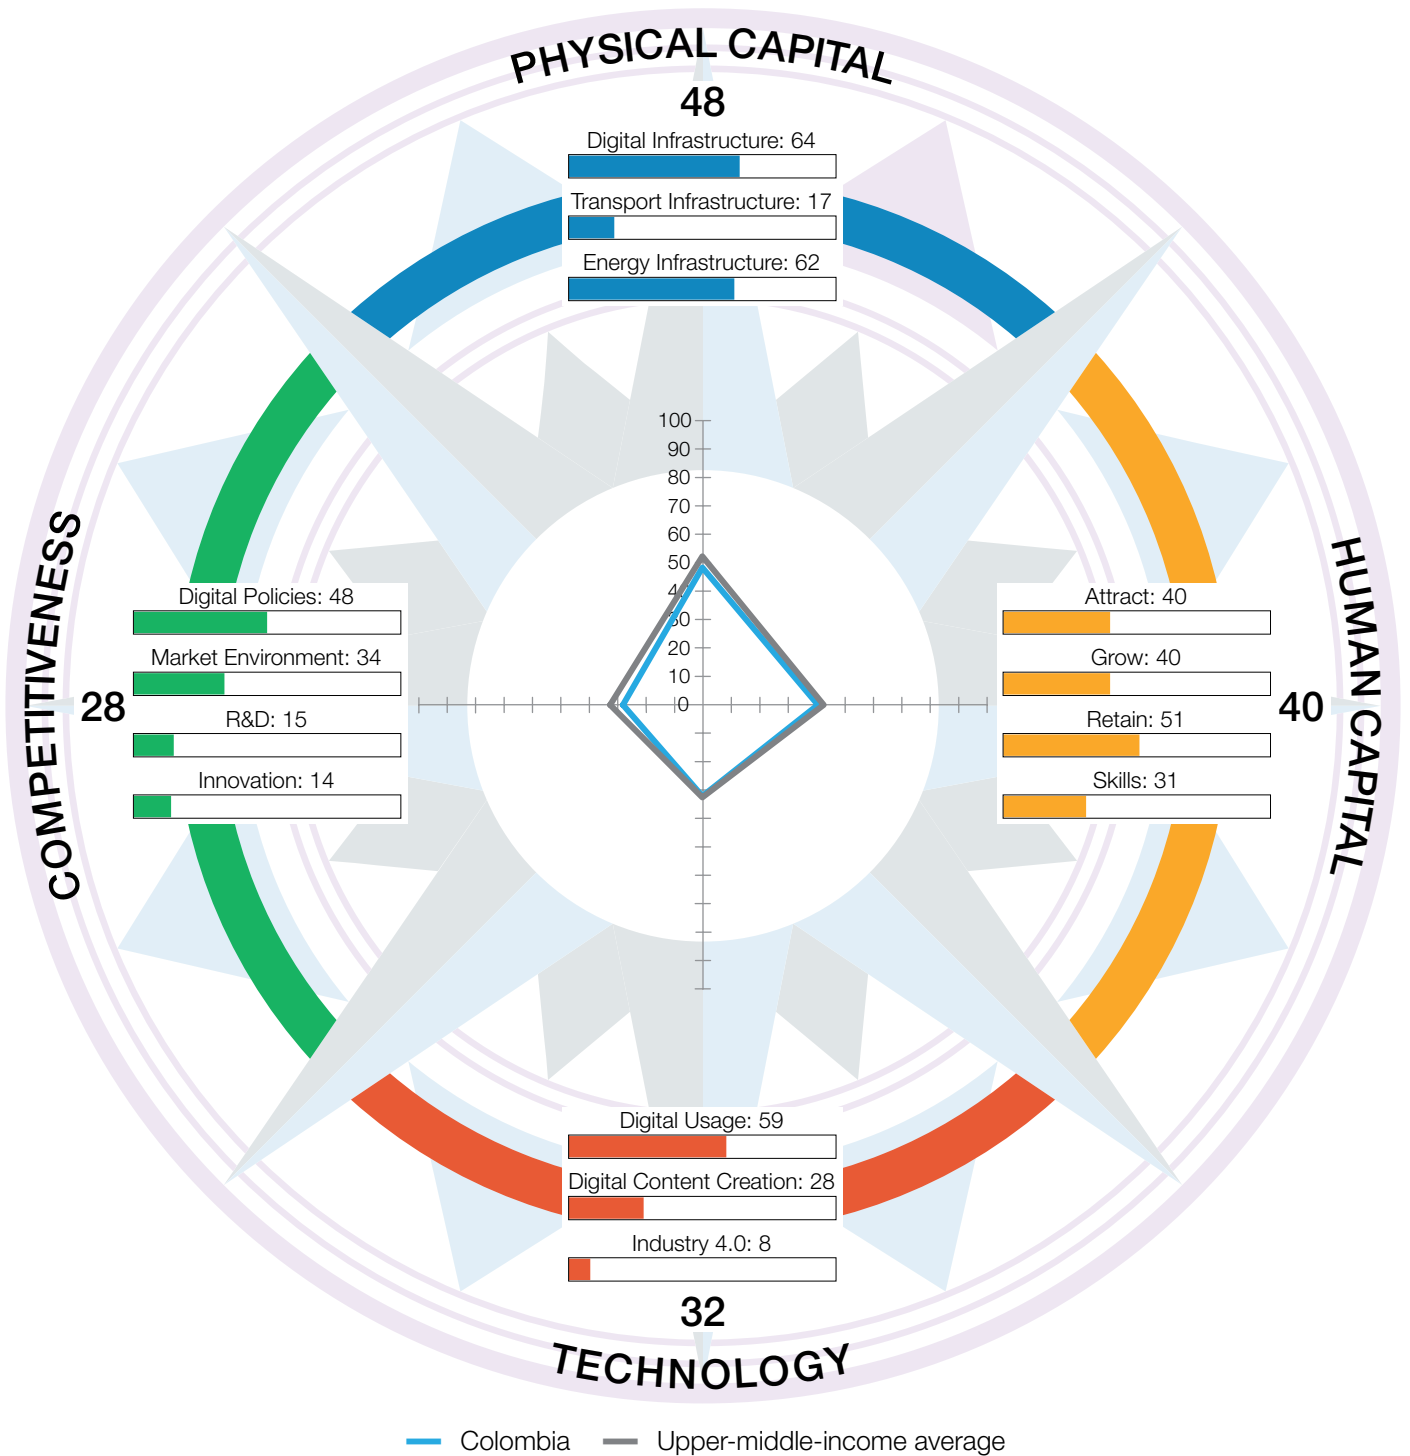 PHYSICAL CAPITAL
48
Digital Infrastructure: 64
Transport Infrastructure: 17
Energy Infrastructure: 62
100
90
80
70
60
50
40
30
20
10
0
COMPETITIVENESS
28
Digital Policies: 48
Market Environment: 34
R&D: 15
Innovation: 14
HUMAN CAPITAL
40
Attract: 40
Grow: 40
Retain: 51
Skills: 31
Digital Usage: 59
Digital Content Creation: 28
Industry 4.0: 8
32
TECHNOLOGY
Colombia
Upper-middle-income average